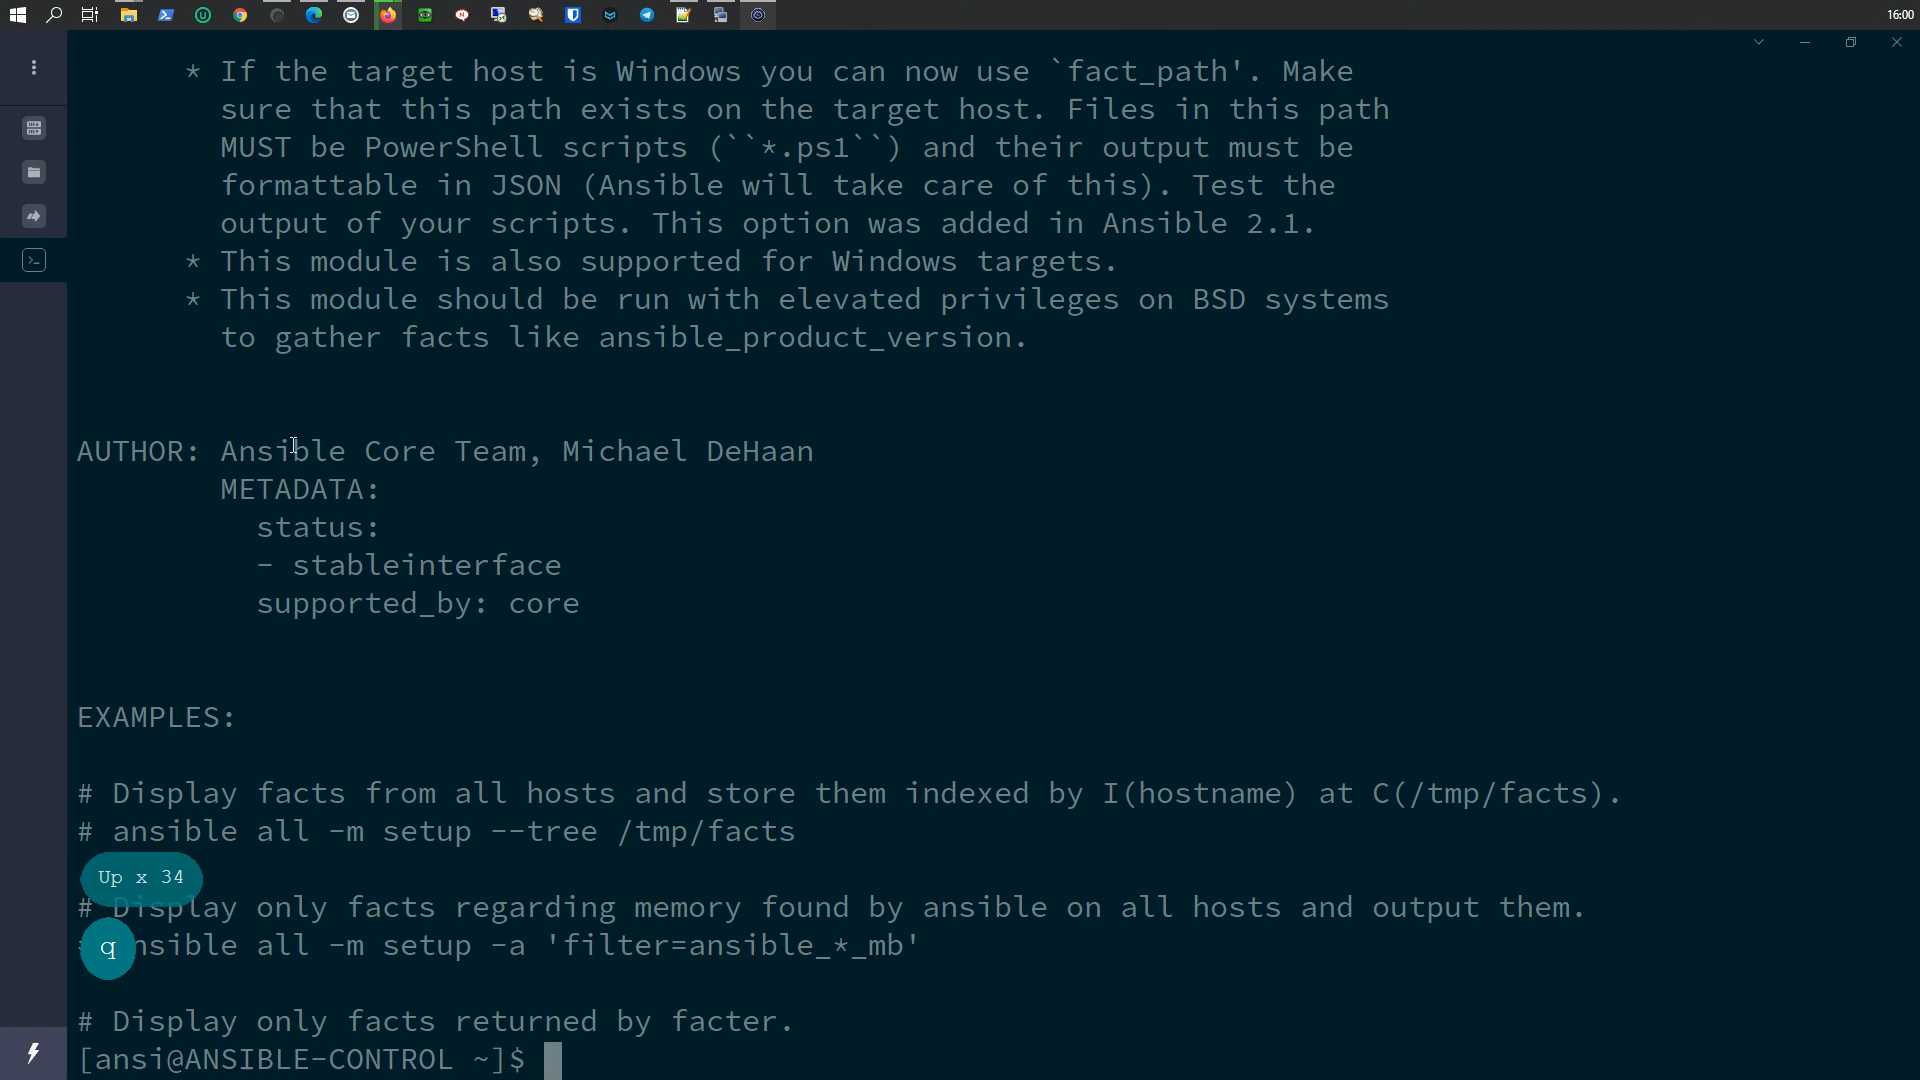 16:00
* If the target host is Windows you can now use `fact_path'. Make
sure that this path exists on the target host. Files in this path
MUST be PowerShell scripts (``*.ps1``) and their output must be
formattable in JSON (Ansible will take care of this). Test the
output of your scripts. This option was added in Ansible 2.1.
* This module is also supported for Windows targets.
* This module should be run with elevated privileges on BSD systems
to gather facts like ansible_product_version.
AUTHOR: Ansible Core Team, Michael DeHaan
METADATA:
status:
- stableinterface
supported_by: core
EXAMPLES:
# Display facts from all hosts and store them indexed by I(hostname) at C(/tmp/facts).
# ansible all -m setup --tree /tmp/facts
Up x 34
# Display only facts regarding memory found by ansible on all hosts and output them.
q
nsible all -m setup -a 'filter=ansible_*_mb'
# Display only facts returned by facter.
[ansi@ANSIBLE-CONTROL ~]$